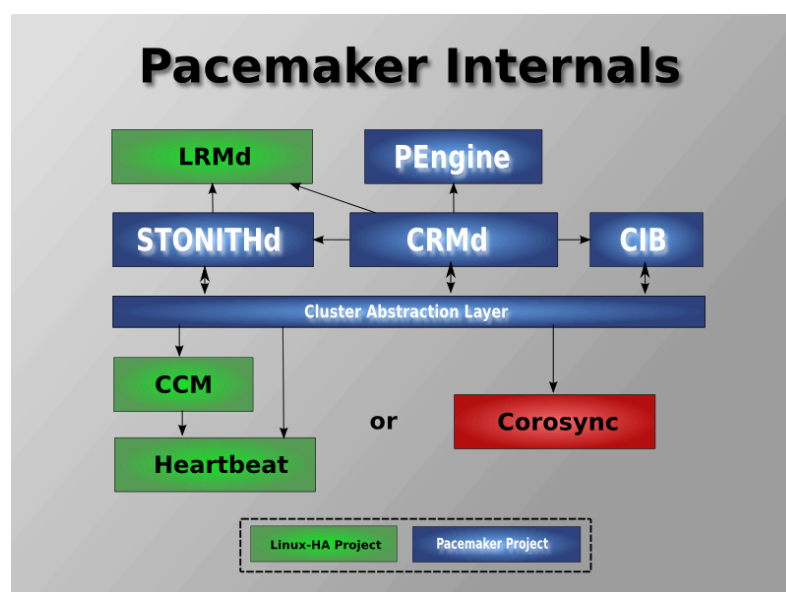 Pacemaker Internals
LRMd
PEngine
STONITHd
CRMd
CIB
Cluster Abstraction Layer
CCM
or
Corosync
Heartbeat
Linux-HA Project
Pacemaker Project